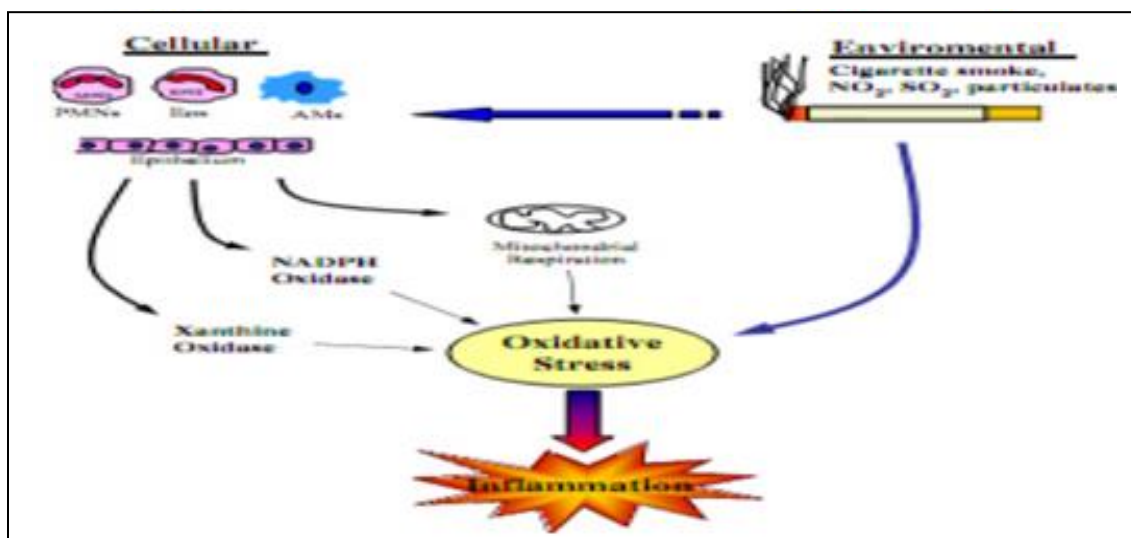 Cellular
Enviromental
Cigarette smoke,
NO2, SO2, particulates
PMNs
Eos
AMs
Epithelium
Mitochondrial
Respiration
NADPH
Oxidase
Xanthine
Oxidase
Oxidative
Stress
Inflammation